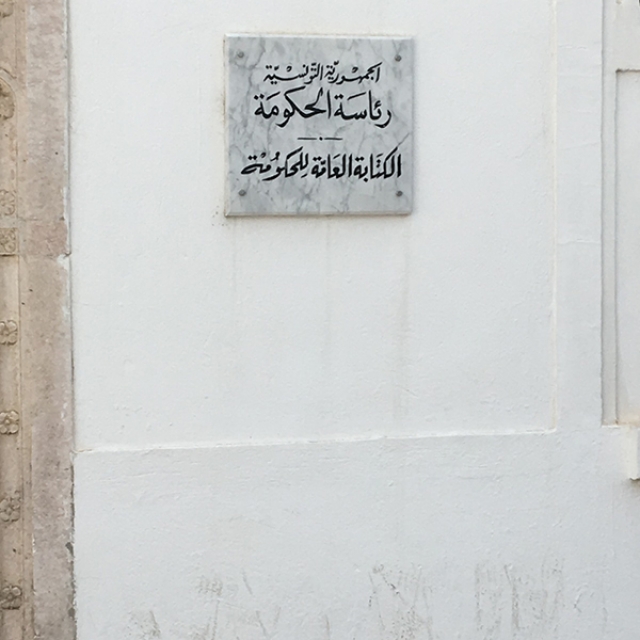 الجمهورية التونسية
رئاسة الحكومة
الكتابة العامة للحكومة